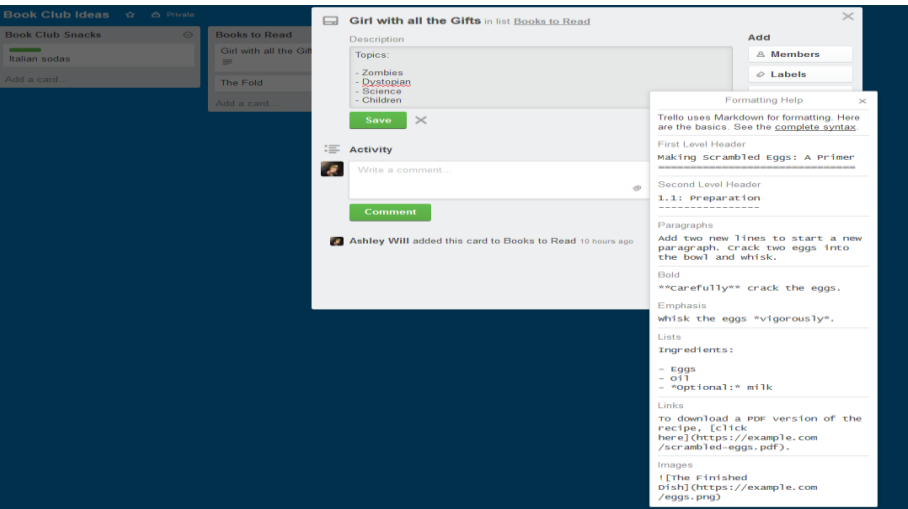 Book Club Ideas ☆ Private
Book Club Snacks
Italian sodas
Add a card...
Books to Read
Girl with all the Gif
The Fold
Add a card...
Girl with all the Gifts in list Books to Read
Description
Topics:
- Zombies
- Dystopian
- Science
- Children
Save
Activity
Write a comment...
Comment
Ashley Will added this card to Books to Read 10 hours ago
Add
Members
Labels
Formatting Help
Trello uses Markdown for formatting. Here
are the basics. See the complete syntax.
First Level Header
Making Scrambled Eggs: A Primer
===============================
Second Level Header
1.1: Preparation
----------------
Paragraphs
Add two new lines to start a new
paragraph. Crack two eggs into
the bowl and whisk.
Bold
**Carefully** crack the eggs.
Emphasis
Whisk the eggs *vigorously*.
Lists
Ingredients:
- Eggs
- Oil
- *Optional:* milk
Links
To download a PDF version of the
recipe, [click
here](https://example.com
/scrambled-eggs.pdf).
Images
![The Finished
Dish](https://example.com
/eggs.png)